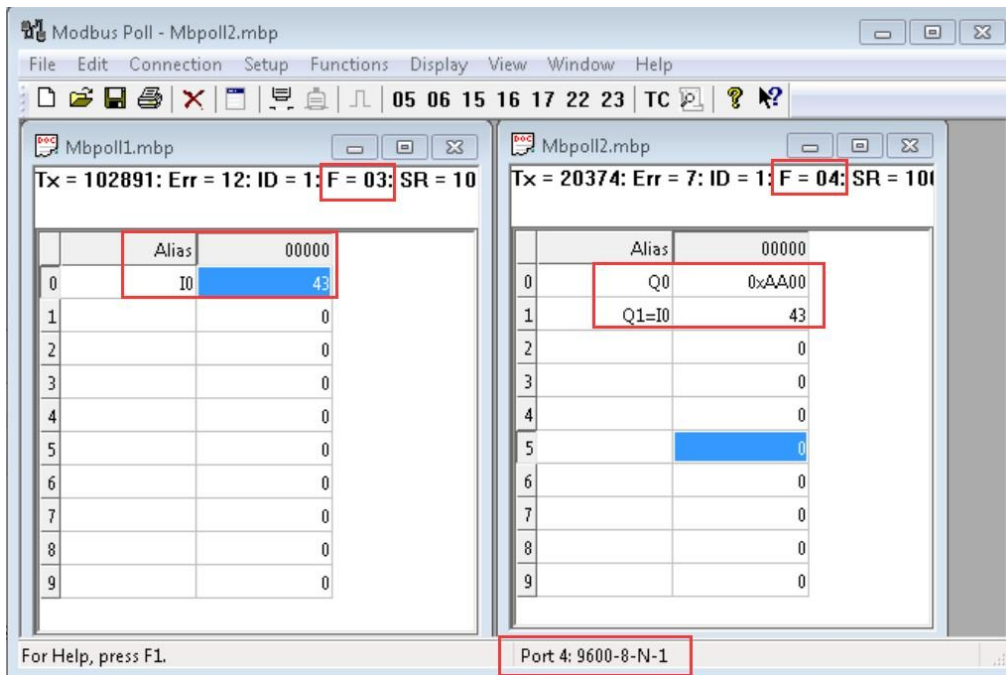 Modbus Poll - Mbpoll2.mbp
File Edit Connection Setup Functions Display View Window Help
05 06 15 16 17 22 23 TC
Mbpoll1.mbp
Tx = 102891: Err = 12: ID = 1: F = 03: SR = 10
Alias 00000
0 I0 43
1 0
2 0
3 0
4 0
5 0
6 0
7 0
8 0
9 0
Mbpoll2.mbp
Tx = 20374: Err = 7: ID = 1: F = 04: SR = 100
Alias 00000
0 Q0 0xAA00
1 Q1=I0 43
2 0
3 0
4 0
5 0
6 0
7 0
8 0
9 0
For Help, press F1.
Port 4: 9600-8-N-1